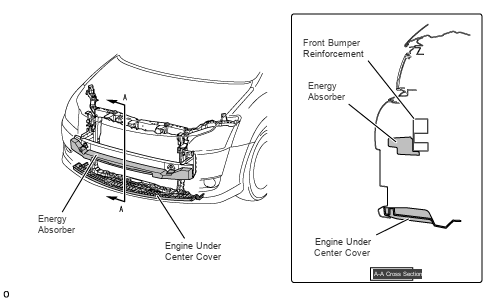 A
A
Energy
Absorber
Engine Under
Center Cover
Front Bumper
Reinforcement
Energy
Absorber
Engine Under
Center Cover
A-A Cross Section
O